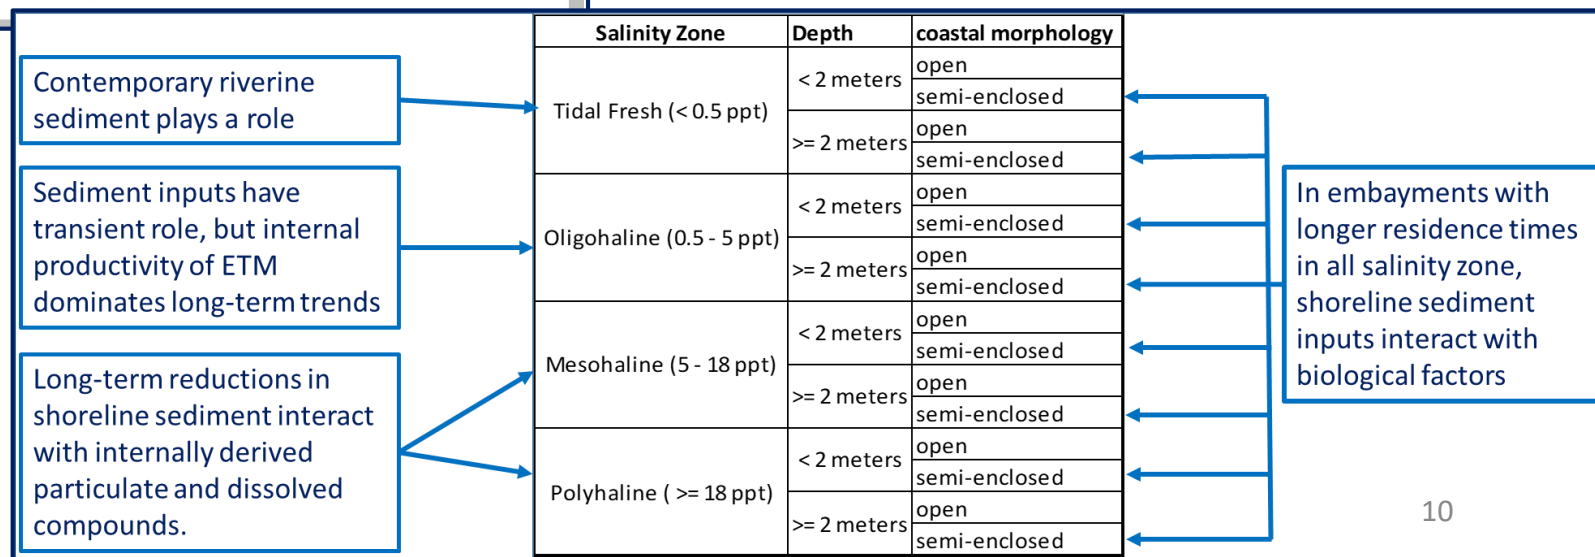 Contemporary riverine
sediment plays a role
Sediment inputs have
transient role, but internal
productivity of ETM
dominates long-term trends
Long-term reductions in
shoreline sediment interact
with internally derived
particulate and dissolved
compounds.
Salinity Zone Depth coastal morphology
Tidal Fresh (< 0.5 ppt)
< 2 meters
open
semi-enclosed
>= 2 meters
open
semi-enclosed
Oligohaline (0.5 - 5 ppt)
< 2 meters
open
semi-enclosed
>= 2 meters
open
semi-enclosed
Mesohaline (5 - 18 ppt)
< 2 meters
open
semi-enclosed
>= 2 meters
open
semi-enclosed
Polyhaline ( >= 18 ppt)
< 2 meters
open
semi-enclosed
>= 2 meters
open
semi-enclosed
In embayments with
longer residence times
in all salinity zone,
shoreline sediment
inputs interact with
biological factors
10